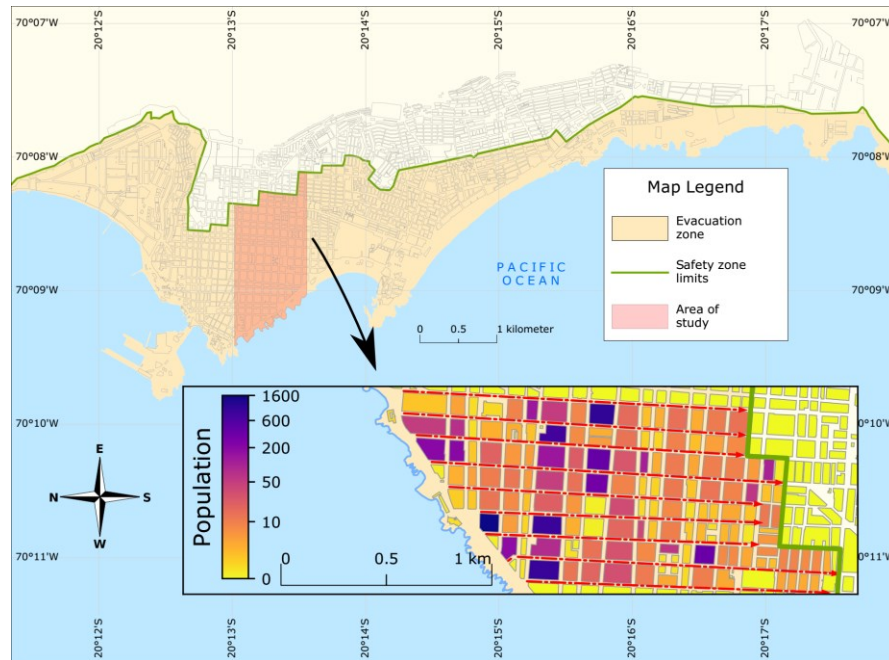 70°07'W
20°12'S
20°13'S
20°14'S
20°15'S
20°16'S
20°17'S
70°07'W
70°08'W
70°08'W
Map Legend
Evacuation
zone
Safety zone
limits
Area of
study
PACIFIC
OCEAN
70°09'W
70°09'W
0 0.5 1 kilometer
70°10'W
70°10'W
Population
1600
600
200
50
10
0
0 0.5 1 km
E
N S
W
70°11'W
70°11'W
20°12'S
20°13'S
20°14'S
20°15'S
20°16'S
20°17'S